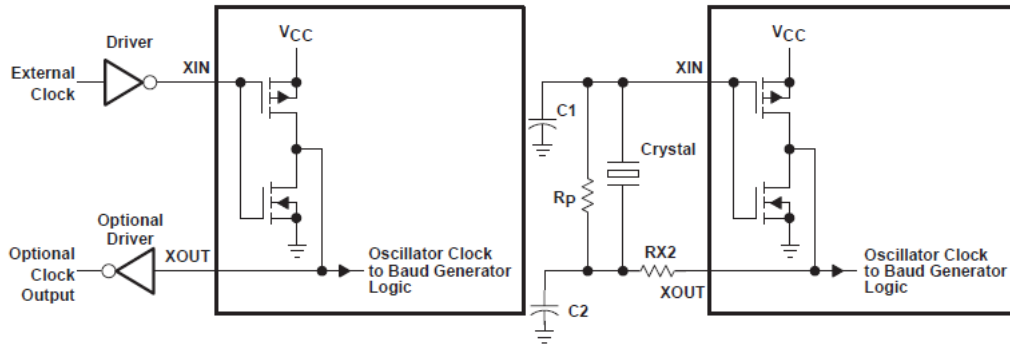 Driver
External
Clock
XIN
VCC
Optional
Driver
Optional
Clock
Output
XOUT
Oscillator Clock
to Baud Generator
Logic
C1
XIN
VCC
Crystal
Rp
RX2
XOUT
C2
Oscillator Clock
to Baud Generator
Logic